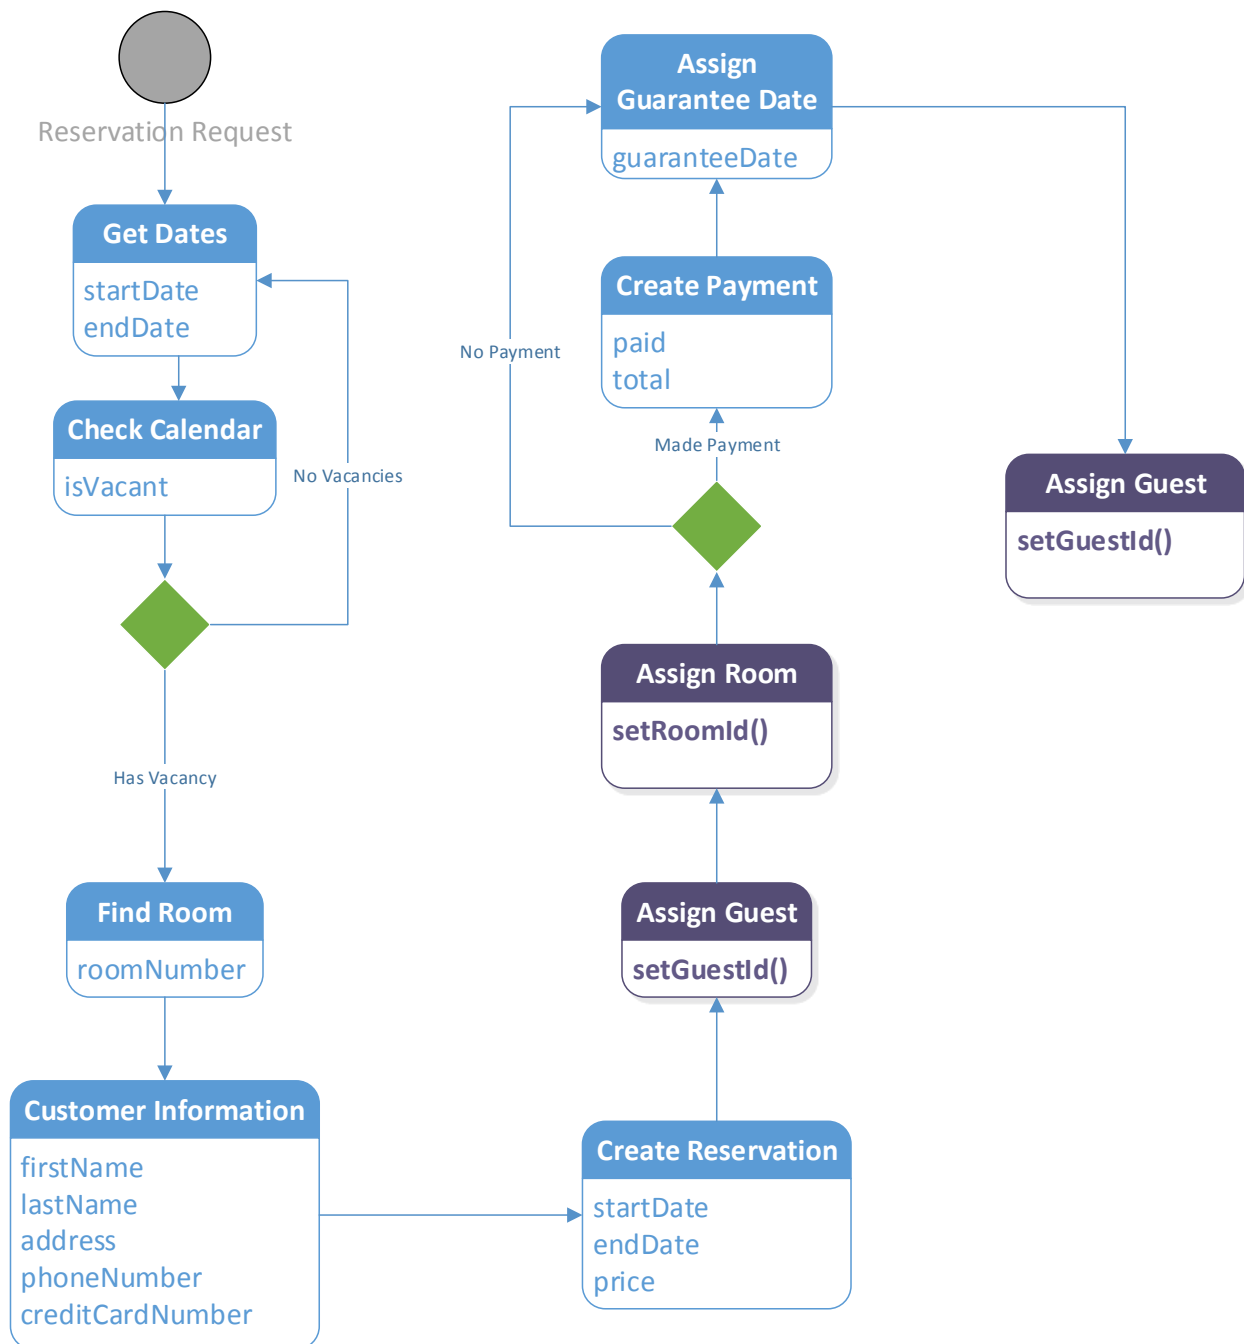 Reservation Request
Get Dates
startDate
endDate
Check Calendar
isVacant
No Vacancies
Has Vacancy
Find Room
roomNumber
Customer Information
firstName
lastName
address
phoneNumber
creditCardNumber
Create Reservation
startDate
endDate
price
Assign Guest
setGuestId()
Assign Room
setRoomId()
Made Payment
No Payment
Create Payment
paid
total
Assign
Guarantee Date
guaranteeDate
Assign Guest
setGuestId()